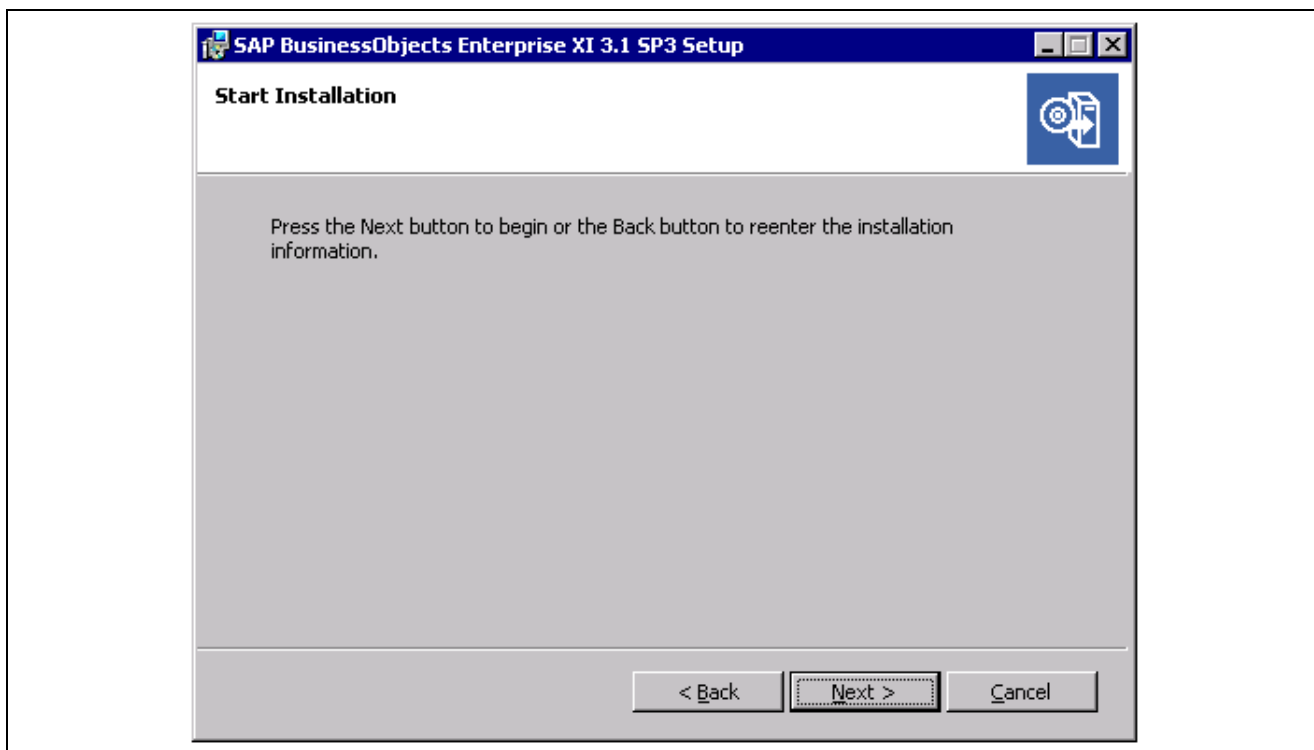 SAP BusinessObjects Enterprise XI 3.1 SP3 Setup
Start Installation
Press the Next button to begin or the Back button to reenter the installation
information.
< Back
Next >
Cancel